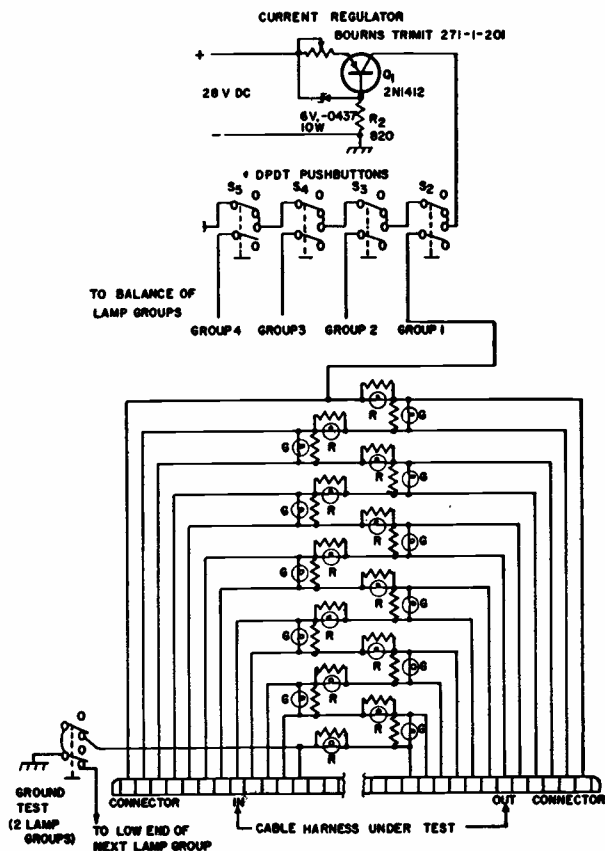 CURRENT REGULATOR
BOURNS TRIMIT 271-1-201
+
Q1
2N1412
28 V DC
6V,-0437
10W
R2
820
-
4 DPDT PUSHBUTTONS
S5 O S4 O S3 O S2 O
O O O O
TO BALANCE OF
LAMP GROUPS
GROUP 4 GROUP 3 GROUP 2 GROUP 1
R G
R
G
R G
R
G
R G
R
G
R G
R
G
R G
R
G
R G
R
O
O
GROUND
TEST
(2 LAMP
GROUPS)
CONNECTOR IN OUT CONNECTOR
CABLE HARNESS UNDER TEST
TO LOW END OF
NEXT LAMP GROUP